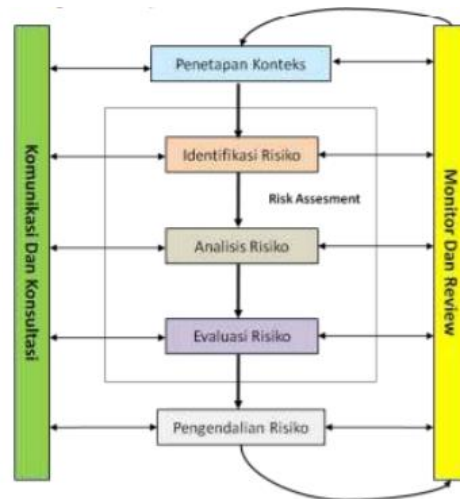 Penetapan Konteks
Identifikasi Risiko
Risk Assesment
Analisis Risiko
Evaluasi Risiko
Pengendalian Risiko
Komunikasi Dan Konsultasi
Monitor Dan Review